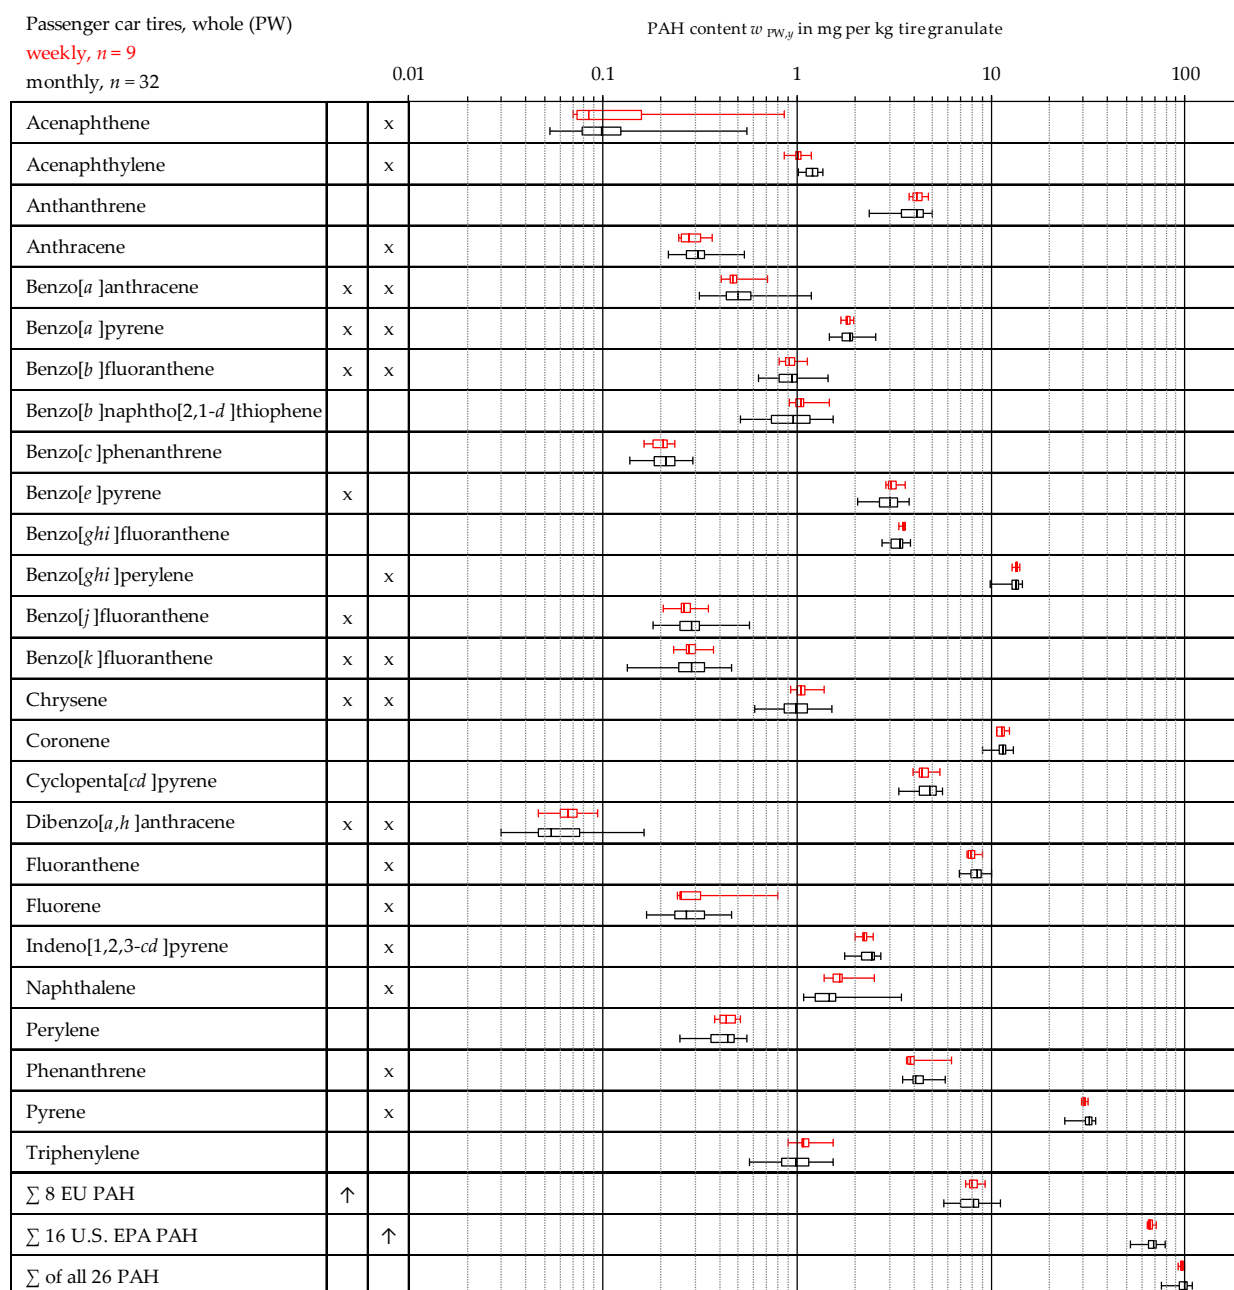 Passenger car tires, whole (PW)
PAH content w PW,y in mg per kg tire granulate
weekly, n = 9
monthly, n = 32
0.01 0.1 1 10 100
Acenaphthene x
Acenaphthylene x
Anthanthrene
Anthracene x
Benzo[a ]anthracene x x
Benzo[a ]pyrene x x
Benzo[b ]fluoranthene x x
Benzo[b ]naphtho[2,1-d ]thiophene
Benzo[c ]phenanthrene
Benzo[e ]pyrene x
Benzo[ghi ]fluoranthene
Benzo[ghi ]perylene x
Benzo[j ]fluoranthene x
Benzo[k ]fluoranthene x x
Chrysene x x
Coronene
Cyclopenta[cd ]pyrene
Dibenzo[a,h ]anthracene x x
Fluoranthene x
Fluorene x
Indeno[1,2,3-cd ]pyrene x
Naphthalene x
Perylene
Phenanthrene x
Pyrene x
Triphenylene
∑ 8 EU PAH ↑
∑ 16 U.S. EPA PAH ↑
∑ of all 26 PAH